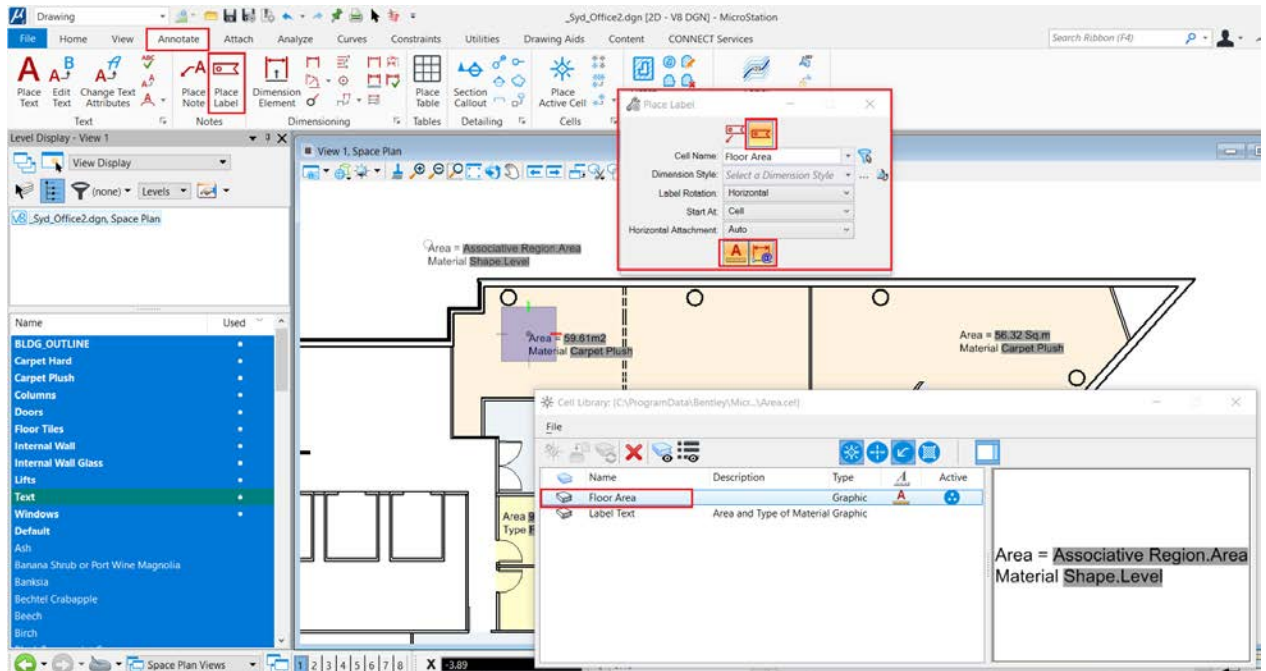 Drawing
_Syd_Office2.dgn [2D - V8 DGN] - MicroStation
File Home View Annotate Attach Analyze Curves Constraints Utilities Drawing Aids Content CONNECT Services
Search Ribbon (F4)
Place Text
Edit Text
Change Text Attributes
Place Note
Place Label
Dimension Element
Place Table
Section Callout
Place Active Cell
Text Notes Dimensioning Tables Detailing Cells
Place Label
Cell Name: Floor Area
Dimension Style: Select a Dimension Style
Label Rotation: Horizontal
Start At: Cell
Horizontal Attachment: Auto
Level Display - View 1
View Display
(none) Levels
_Syd_Office2.dgn, Space Plan
Name Used
BLDG_OUTLINE
Carpet Hard
Carpet Plush
Columns
Doors
Floor Tiles
Internal Wall
Internal Wall Glass
Lifts
Text
Windows
Default
Ash
Banana Shrub or Port Wine Magnolia
Banksia
Bechtel Crabapple
Beech
Birch
View 1, Space Plan
Area = Associative Region.Area
Material Shape.Level
Area = 59.61m2
Material Carpet Plush
Area = 56.32 Sq.m
Material Carpet Plush
Area
Type
Cell Library: [C:\ProgramData\Bentley\Micr...\Area.cel]
File
Name Description Type Active
Floor Area Graphic
Label Text Area and Type of Material Graphic
Area = Associative Region.Area
Material Shape.Level
Space Plan Views
1 2 3 4 5 6 7 8
X -3.89